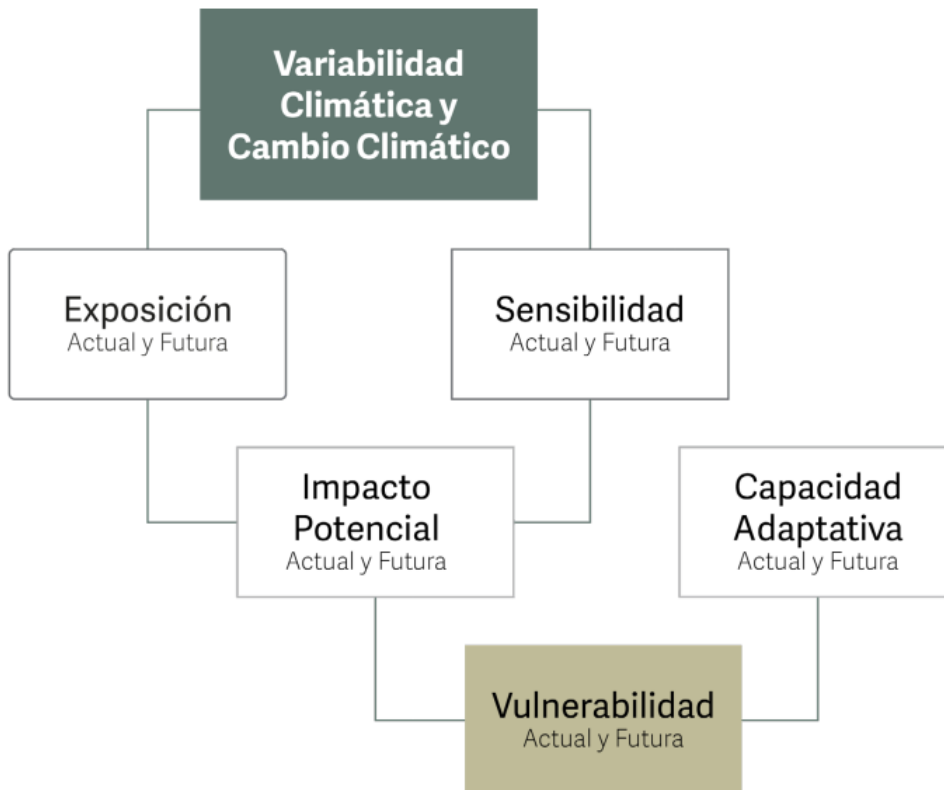 Variabilidad
Climática y
Cambio Climático
Exposición
Actual y Futura
Sensibilidad
Actual y Futura
Impacto
Potencial
Actual y Futura
Capacidad
Adaptativa
Actual y Futura
Vulnerabilidad
Actual y Futura